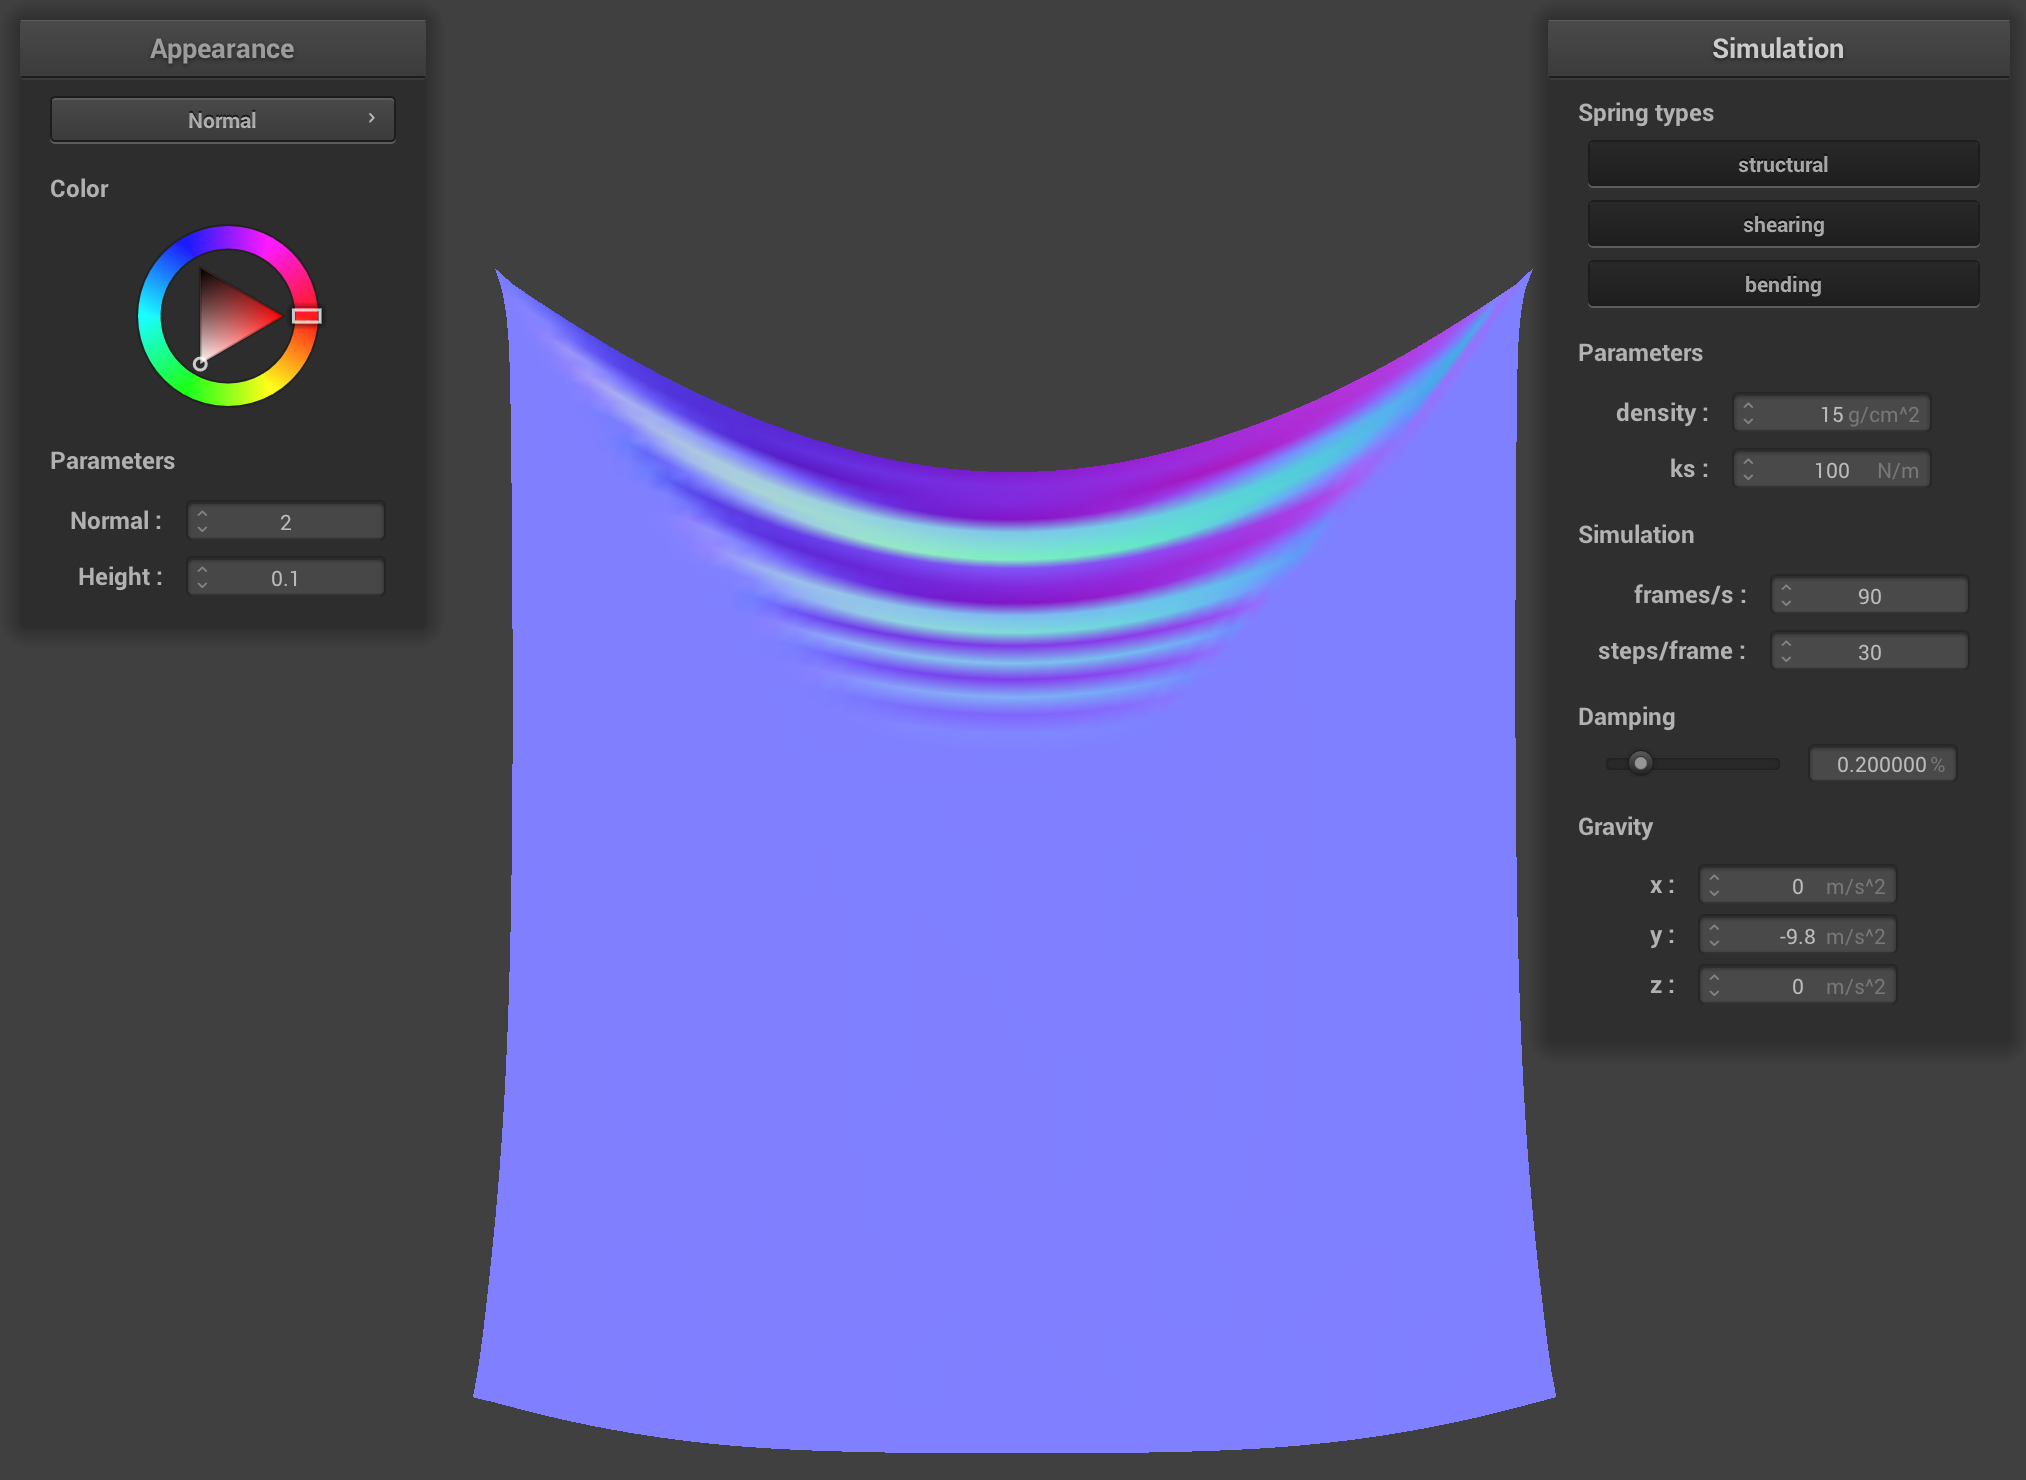 Appearance
Normal
Color
Parameters
Normal : 2
Height : 0.1
Simulation
Spring types
structural
shearing
bending
Parameters
density : 15 g/cm^2
ks : 100 N/m
Simulation
frames/s : 90
steps/frame : 30
Damping
0.200000 %
Gravity
x : 0 m/s^2
y : -9.8 m/s^2
z : 0 m/s^2